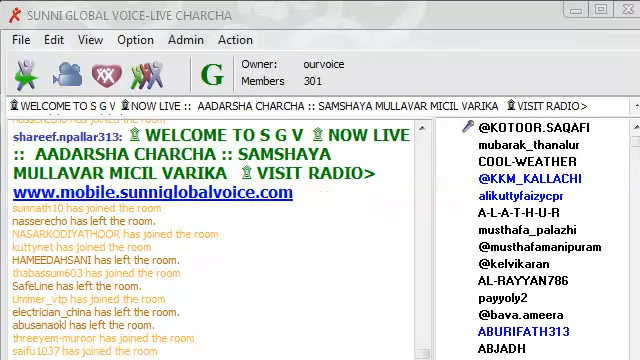 SUNNI GLOBAL VOICE-LIVE CHARCHA
File Edit View Option Admin Action
G
Owner: ourvoice
Members 301
WELCOME TO S G V NOW LIVE :: AADARSHA CHARCHA :: SAMSHAYA MULLAVAR MICIL VARIKA VISIT RADIO>
shareef.npallar313: WELCOME TO S G V NOW LIVE
:: AADARSHA CHARCHA :: SAMSHAYA
MULLAVAR MICIL VARIKA VISIT RADIO>
www.mobile.sunniglobalvoice.com
sunnath10 has joined the room
nasserecho has left the room.
NASARKODIYATHOOR has joined the room
kuttynet has joined the room
HAMEEDAHSANI has left the room.
thabassum603 has joined the room
SafeLine has left the room.
Ummer_vtp has joined the room
electrician_china has left the room.
abusanaokl has left the room.
threeyem-muroor has joined the room
saifu1037 has joined the room
@KOTOOR.SAQAFI
mubarak_thanalur
COOL-WEATHER
@KKM_KALLACHI
alikuttyfaizycpr
A-L-A-T-H-U-R
musthafa_palazhi
@musthafamanipuram
@kelvikaran
AL-RAYYAN786
payyoly2
@bava.ameera
ABURIFATH313
ABJADH